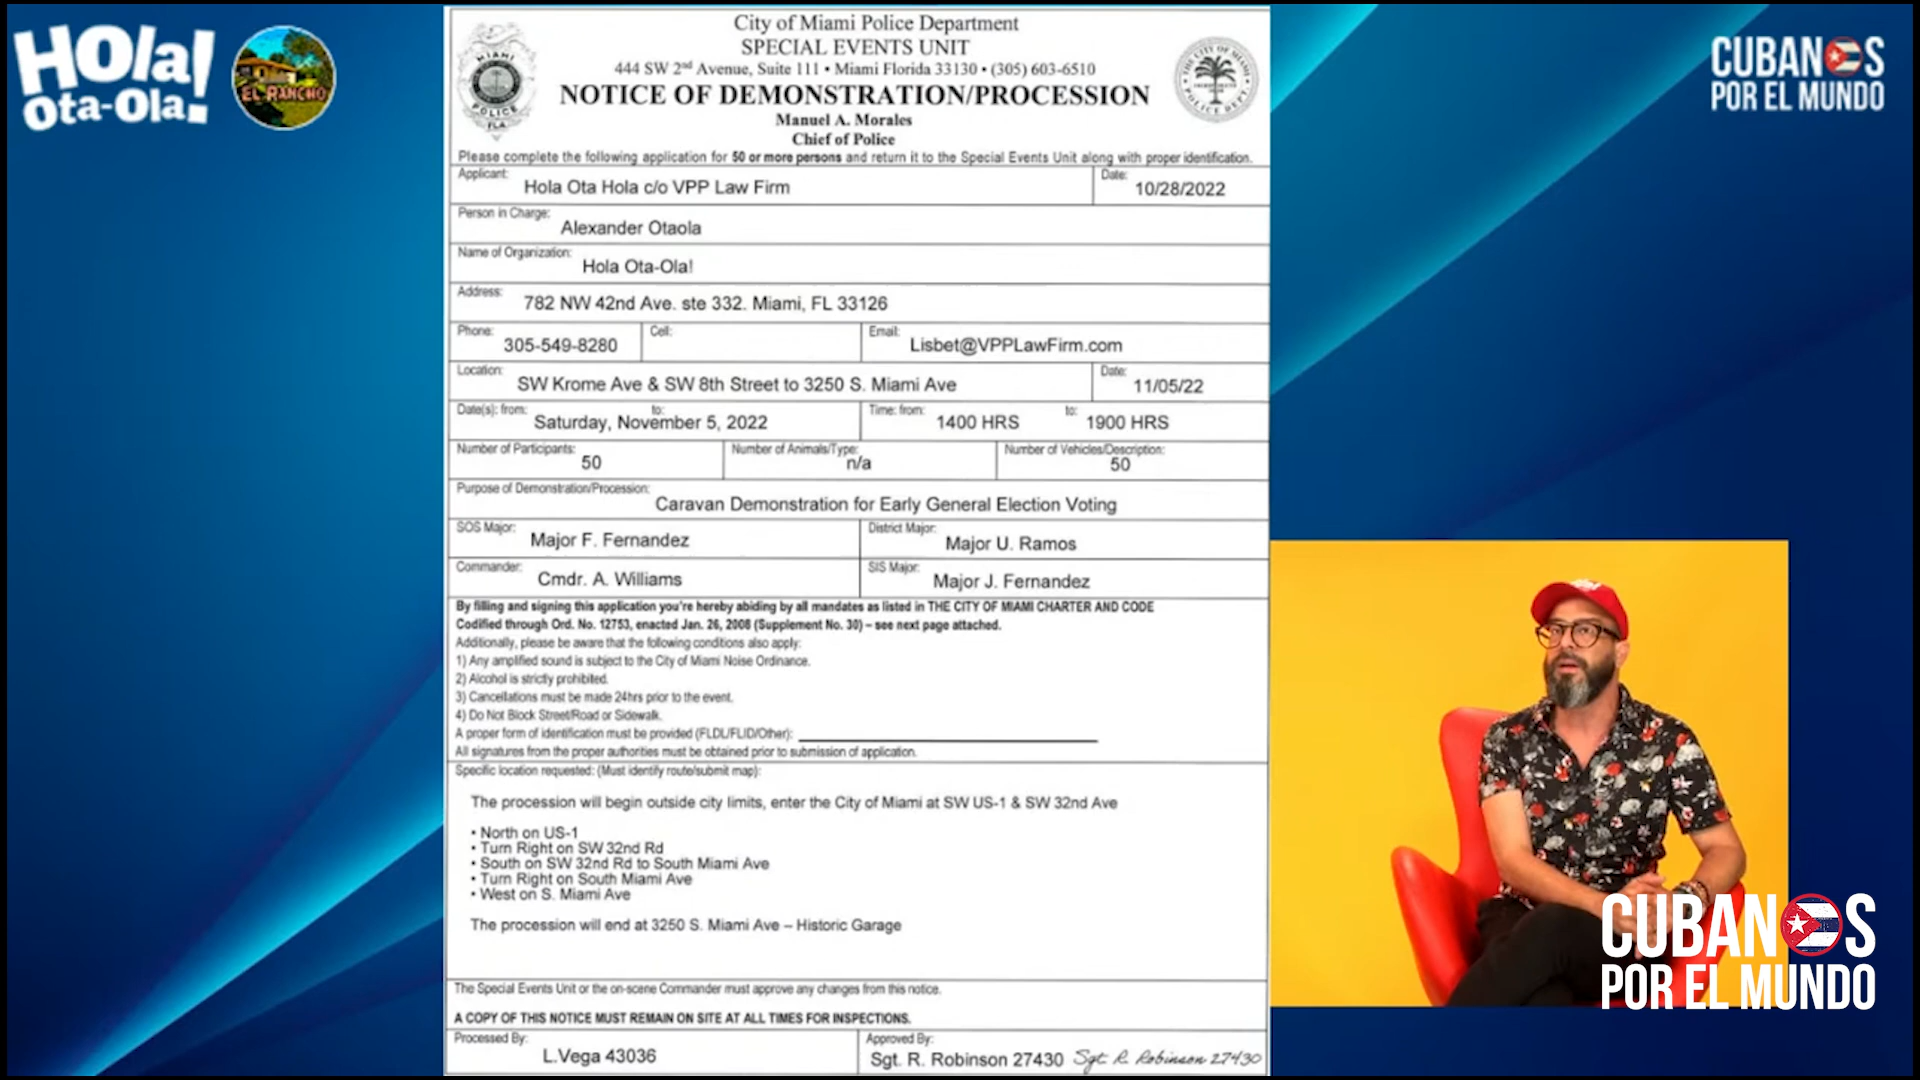 Hola!
Ota-Ola!
EL RANCHO
CUBANOS
POR EL MUNDO
City of Miami Police Department
SPECIAL EVENTS UNIT
444 SW 2nd Avenue, Suite 111 • Miami Florida 33130 • (305) 603-6510
NOTICE OF DEMONSTRATION/PROCESSION
Manuel A. Morales
Chief of Police
MIAMI
POLICE
FLA.
THE CITY OF MIAMI
POLICE DEPT.
Please complete the following application for 50 or more persons and return it to the Special Events Unit along with proper identification.
Applicant: Hola Ota Hola c/o VPP Law Firm Date: 10/28/2022
Person in Charge: Alexander Otaola
Name of Organization: Hola Ota-Ola!
Address: 782 NW 42nd Ave. ste 332. Miami, FL 33126
Phone: 305-549-8280 Cell: Email: Lisbet@VPPLawFirm.com
Location: SW Krome Ave & SW 8th Street to 3250 S. Miami Ave Date: 11/05/22
Date(s): from: Saturday, November 5, 2022 to: Time: from: 1400 HRS to: 1900 HRS
Number of Participants: 50 Number of Animals/Type: n/a Number of Vehicles/Description: 50
Purpose of Demonstration/Procession: Caravan Demonstration for Early General Election Voting
SOS Major: Major F. Fernandez District Major: Major U. Ramos
Commander: Cmdr. A. Williams SIS Major: Major J. Fernandez
By filling and signing this application you're hereby abiding by all mandates as listed in THE CITY OF MIAMI CHARTER AND CODE
Codified through Ord. No. 12753, enacted Jan. 26, 2008 (Supplement No. 30) – see next page attached.
Additionally, please be aware that the following conditions also apply:
1) Any amplified sound is subject to the City of Miami Noise Ordinance.
2) Alcohol is strictly prohibited.
3) Cancellations must be made 24hrs prior to the event.
4) Do Not Block Street/Road or Sidewalk.
A proper form of identification must be provided (FLDL/FLID/Other):
All signatures from the proper authorities must be obtained prior to submission of application.
Specific location requested: (Must identify route/submit map):
The procession will begin outside city limits, enter the City of Miami at SW US-1 & SW 32nd Ave
• North on US-1
• Turn Right on SW 32nd Rd
• South on SW 32nd Rd to South Miami Ave
• Turn Right on South Miami Ave
• West on S. Miami Ave
The procession will end at 3250 S. Miami Ave – Historic Garage
The Special Events Unit or the on-scene Commander must approve any changes from this notice.
A COPY OF THIS NOTICE MUST REMAIN ON SITE AT ALL TIMES FOR INSPECTIONS.
Processed By: L.Vega 43036 Approved By: Sgt. R. Robinson 27430 Sgt R. Robinson 27430
CUBANOS
POR EL MUNDO